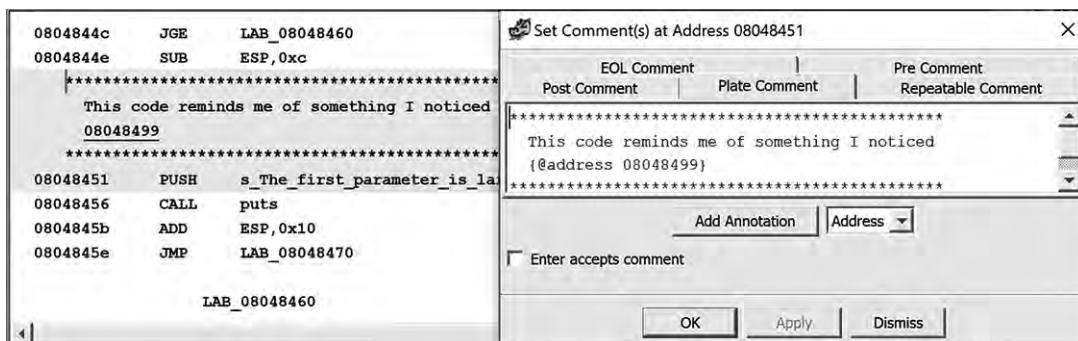 0804844c JGE LAB_08048460
0804844e SUB ESP,0xc
***********************************************
This code reminds me of something I noticed
08048499
***********************************************
08048451 PUSH s_The_first_parameter_is_la
08048456 CALL puts
0804845b ADD ESP,0x10
0804845e JMP LAB_08048470
LAB_08048460
Set Comment(s) at Address 08048451
EOL Comment Pre Comment
Post Comment Plate Comment Repeatable Comment
***********************************************
This code reminds me of something I noticed
{@address 08048499}
***********************************************
Add Annotation Address
Enter accepts comment
OK Apply Dismiss